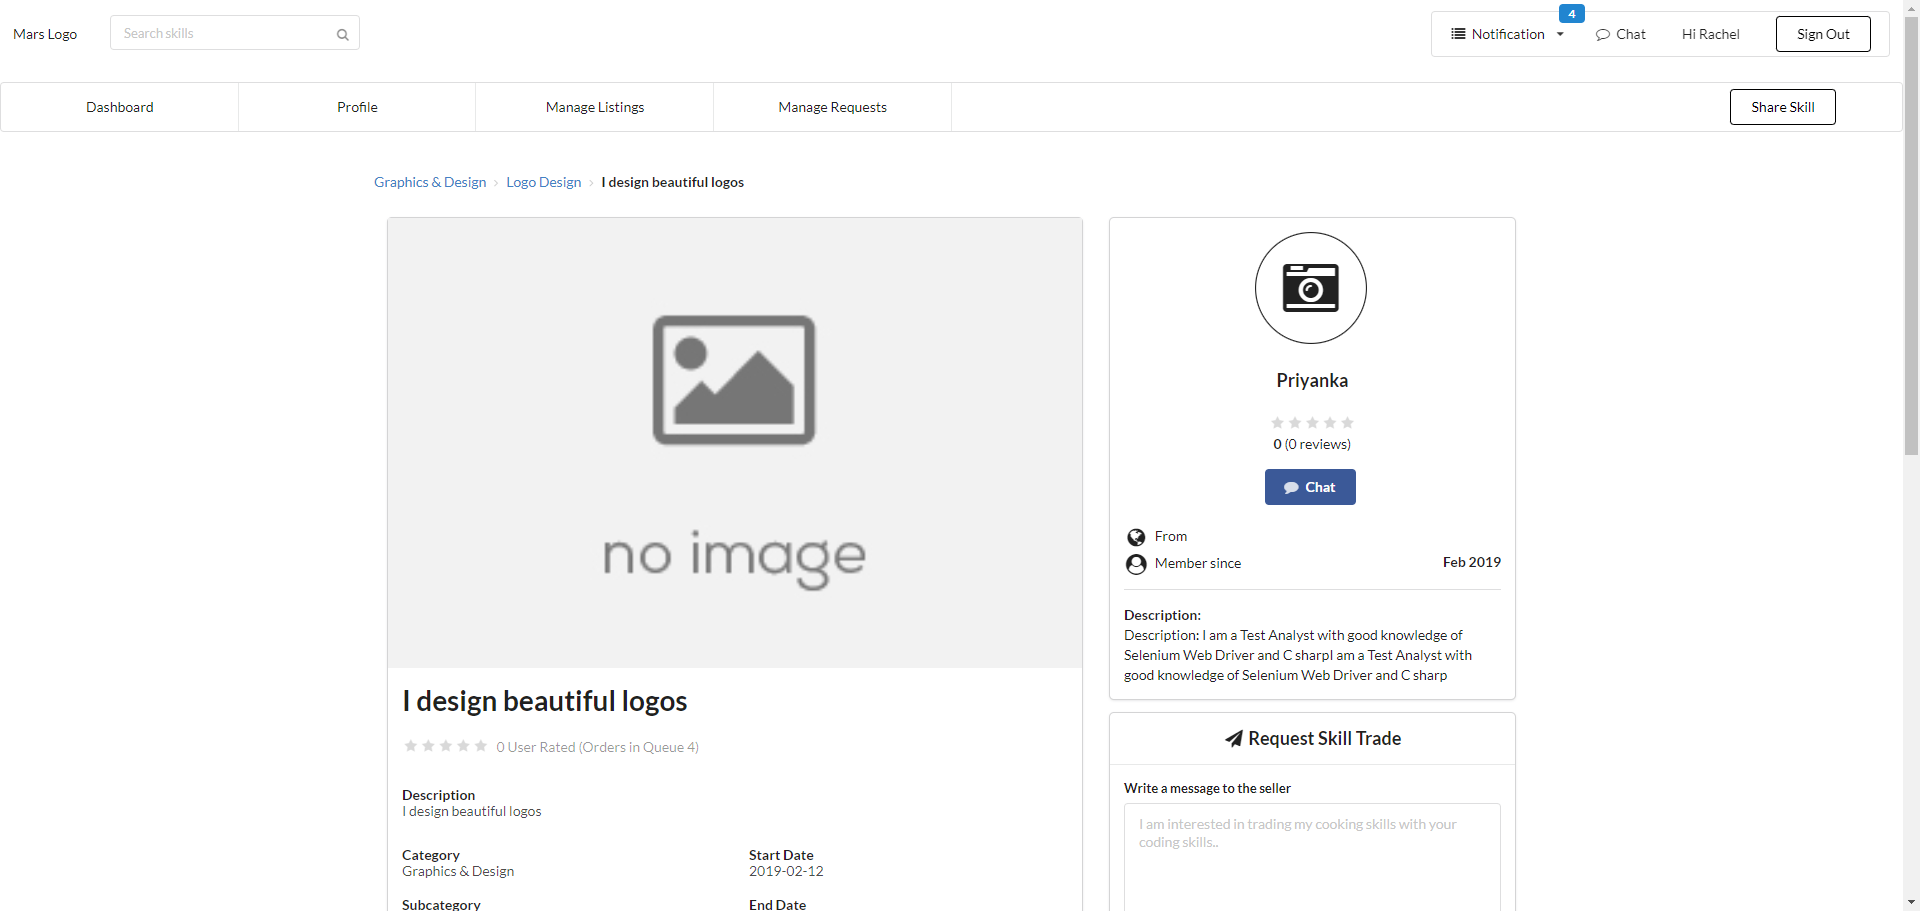 Mars Logo
Search skills
4
Notification
Chat
Hi Rachel
Sign Out
Dashboard
Profile
Manage Listings
Manage Requests
Share Skill
Graphics & Design › Logo Design › I design beautiful logos
no image
I design beautiful logos
0 User Rated (Orders in Queue 4)
Description
I design beautiful logos
Category
Graphics & Design
Start Date
2019-02-12
Subcategory
End Date
Priyanka
0 (0 reviews)
Chat
From
Member since
Feb 2019
Description:
Description: I am a Test Analyst with good knowledge of
Selenium Web Driver and C sharpI am a Test Analyst with
good knowledge of Selenium Web Driver and C sharp
Request Skill Trade
Write a message to the seller
I am interested in trading my cooking skills with your
coding skills..